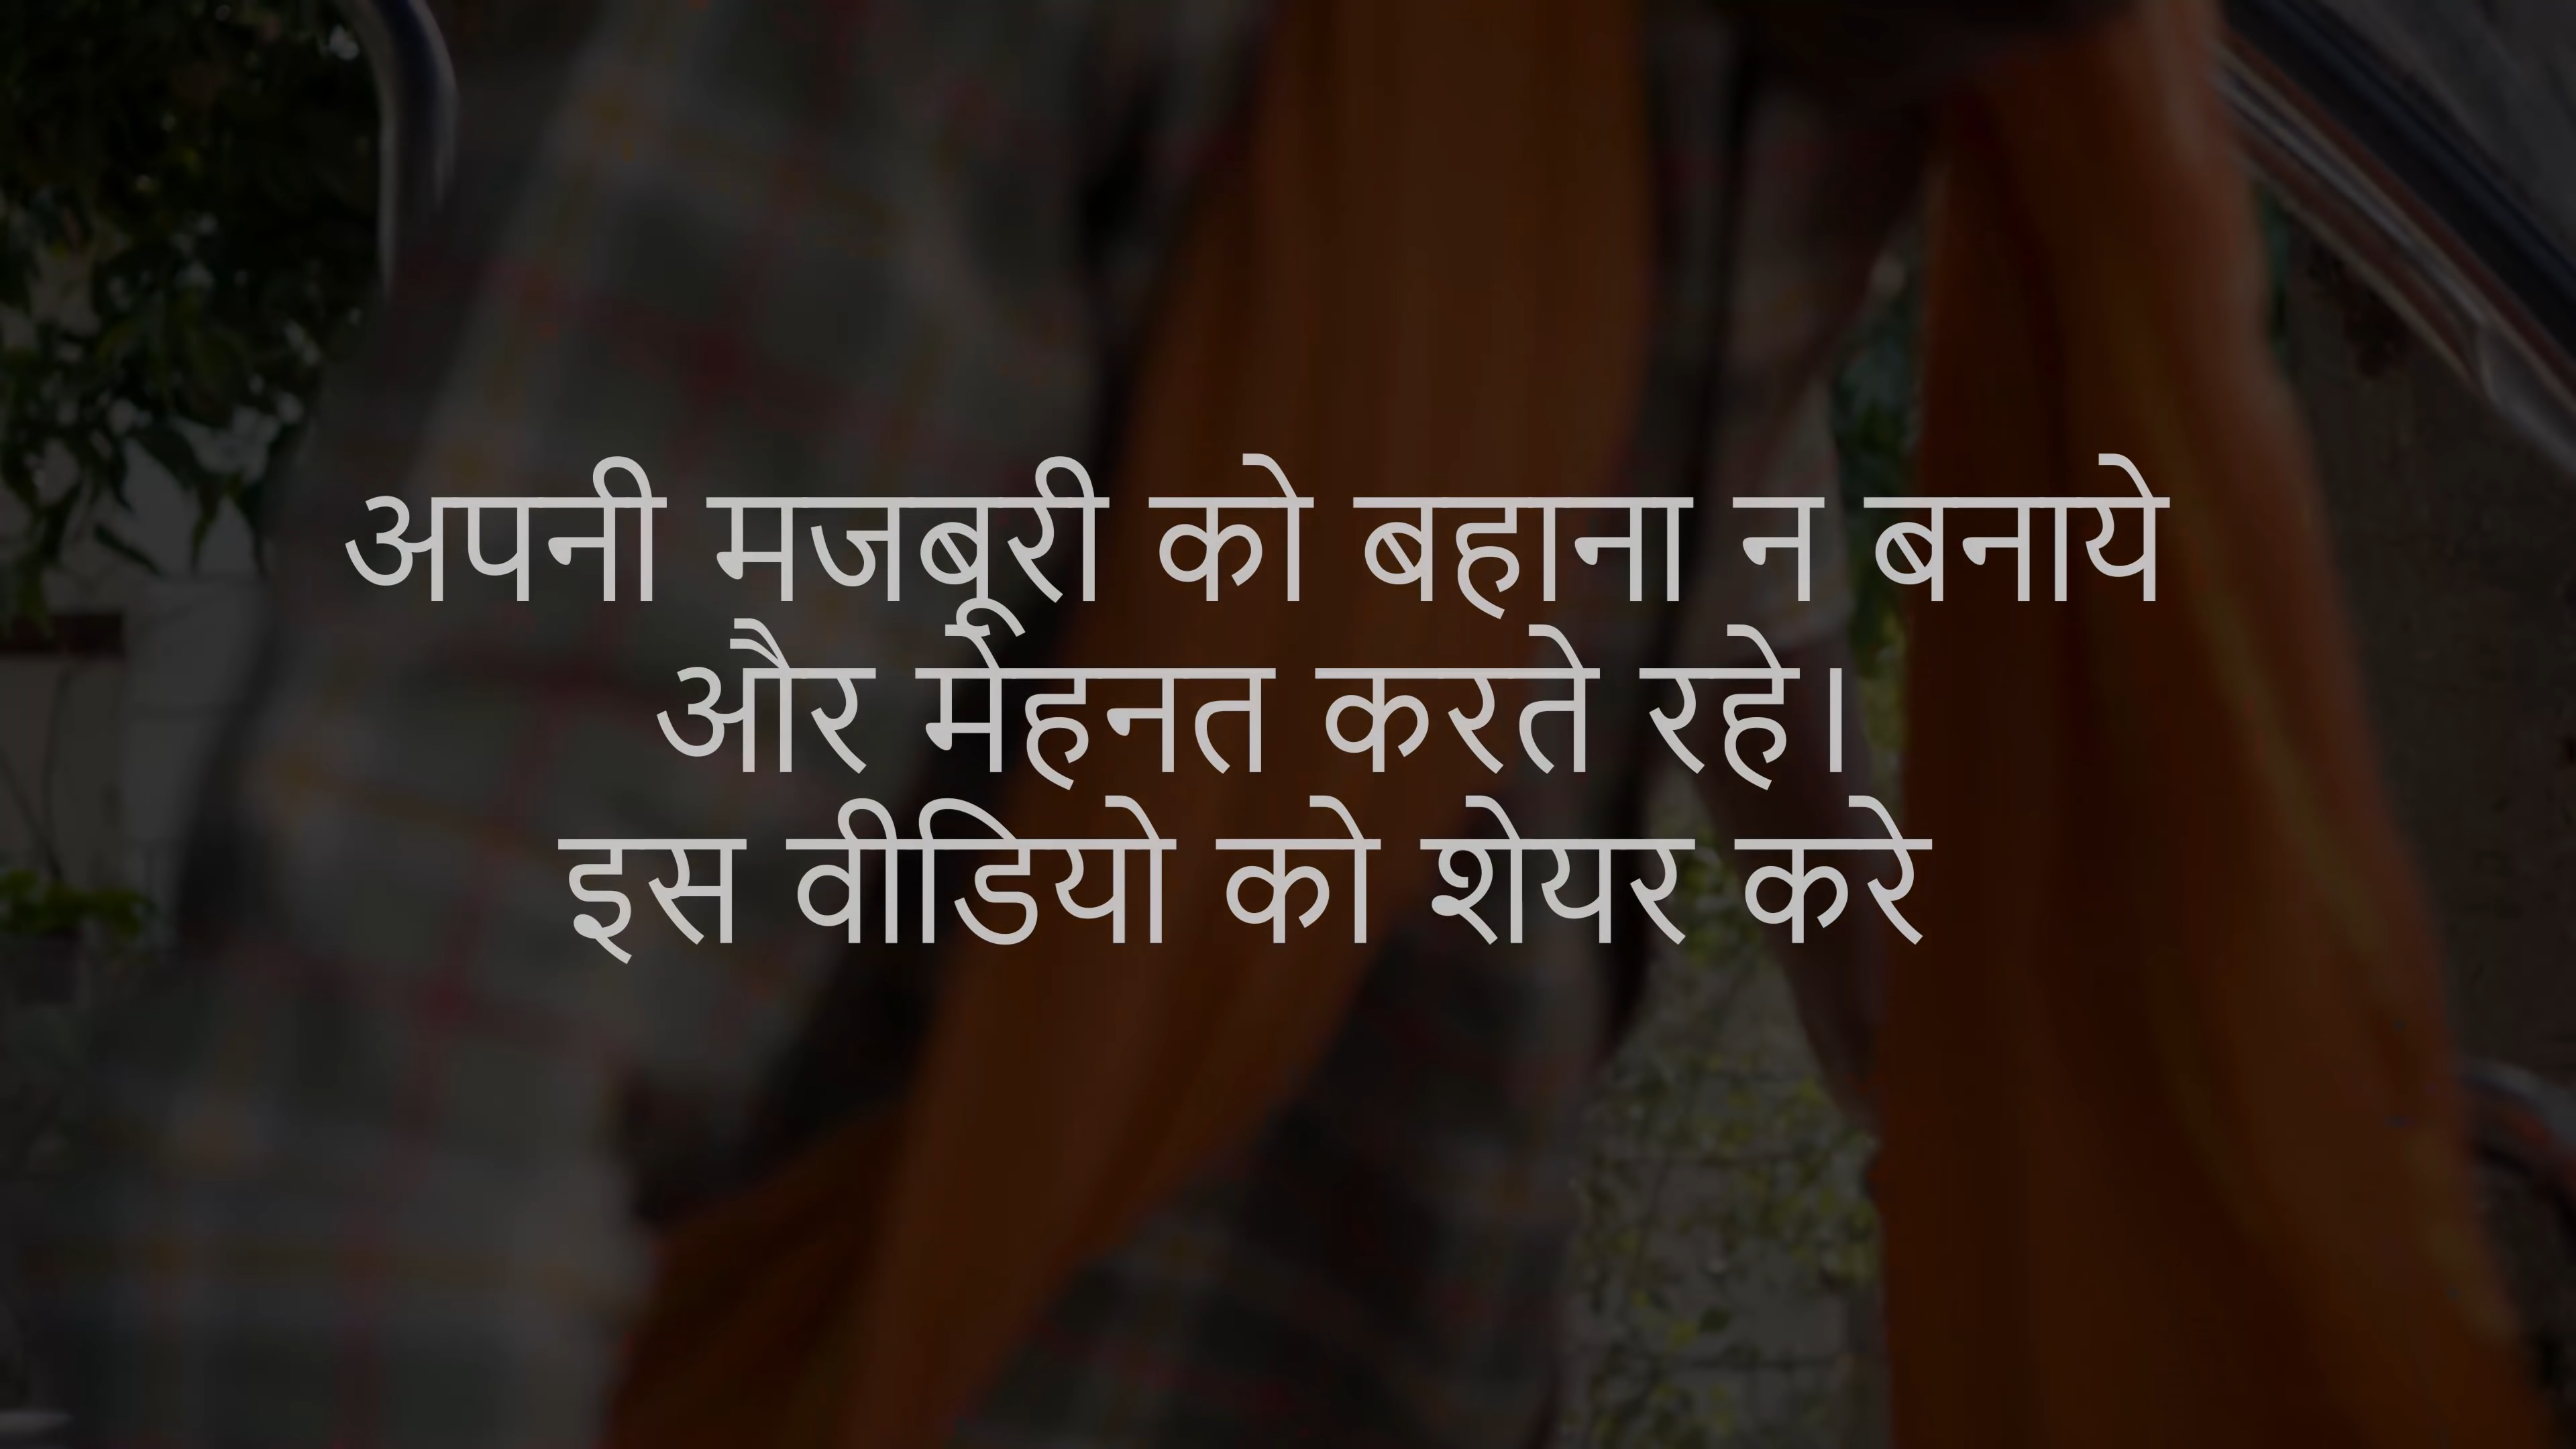 अपनी मजबूरी को बहाना न बनाये
और मेहनत करते रहे।
इस वीडियो को शेयर करे